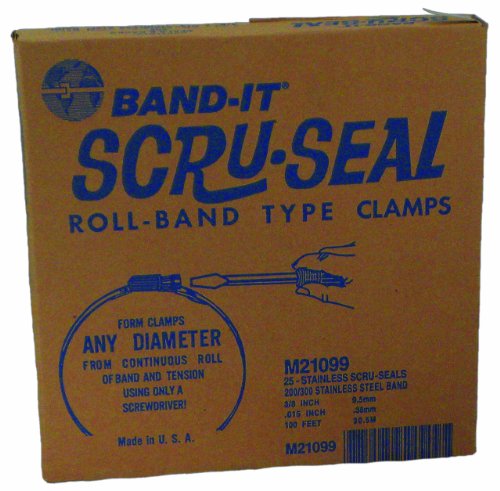 BAND-IT®
SCRU-SEAL
ROLL-BAND TYPE CLAMPS
FORM CLAMPS
ANY DIAMETER
FROM CONTINUOUS ROLL
OF BAND AND TENSION
USING ONLY A
SCREWDRIVER!
Made in U. S. A.
M21099
25 - STAINLESS SCRU-SEALS
200/300 STAINLESS STEEL BAND
3/8 INCH 9.5mm
.015 INCH .38mm
100 FEET 30.5M
M21099